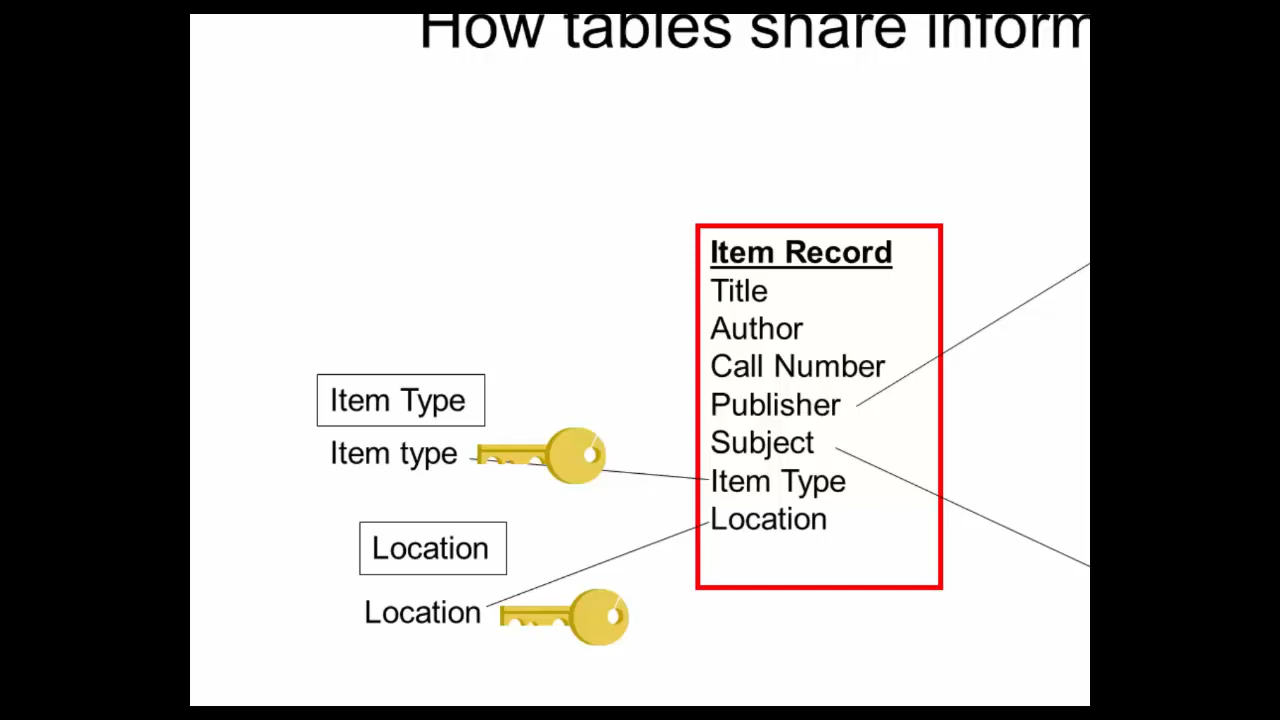 How tables share inform
Item Record
Title
Author
Call Number
Publisher
Subject
Item Type
Location
Item Type
Item type
Location
Location